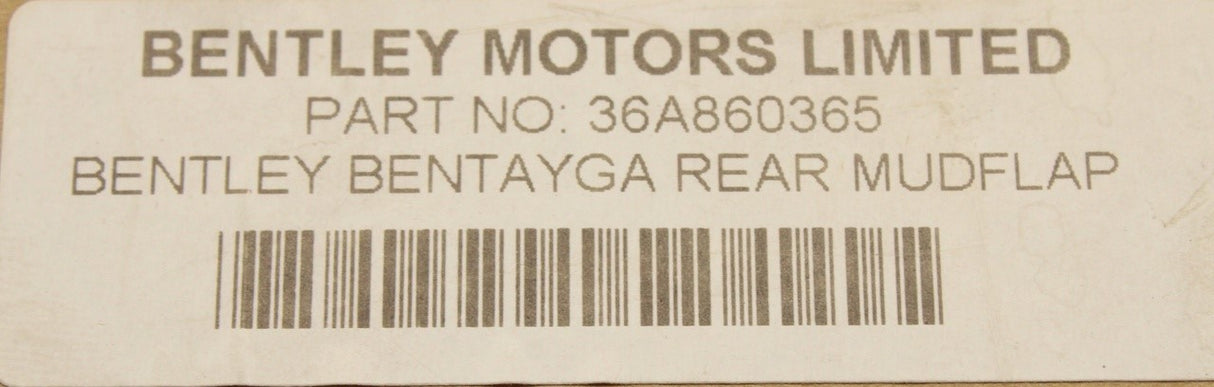 BENTLEY MOTORS LIMITED
PART NO: 36A860365
BENTLEY BENTAYGA REAR MUDFLAP